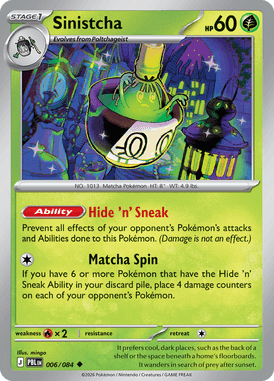 STAGE 1
Sinistcha
HP 60
Evolves from Poltchageist
NO. 1013 Matcha Pokémon HT: 8" WT: 4.9 lbs.
Ability Hide 'n' Sneak
Prevent all effects of your opponent's Pokémon's attacks
and Abilities done to this Pokémon. (Damage is not an effect.)
Matcha Spin
If you have 6 or more Pokémon that have the Hide 'n'
Sneak Ability in your discard pile, place 4 damage counters
on each of your opponent's Pokémon.
weakness ×2 resistance retreat
Illus. mingo
J PBL EN 006/084
It prefers cool, dark places, such as the back of a
shelf or the space beneath a home's floorboards.
It wanders in search of prey after sunset.
©2026 Pokémon / Nintendo / Creatures / GAME FREAK